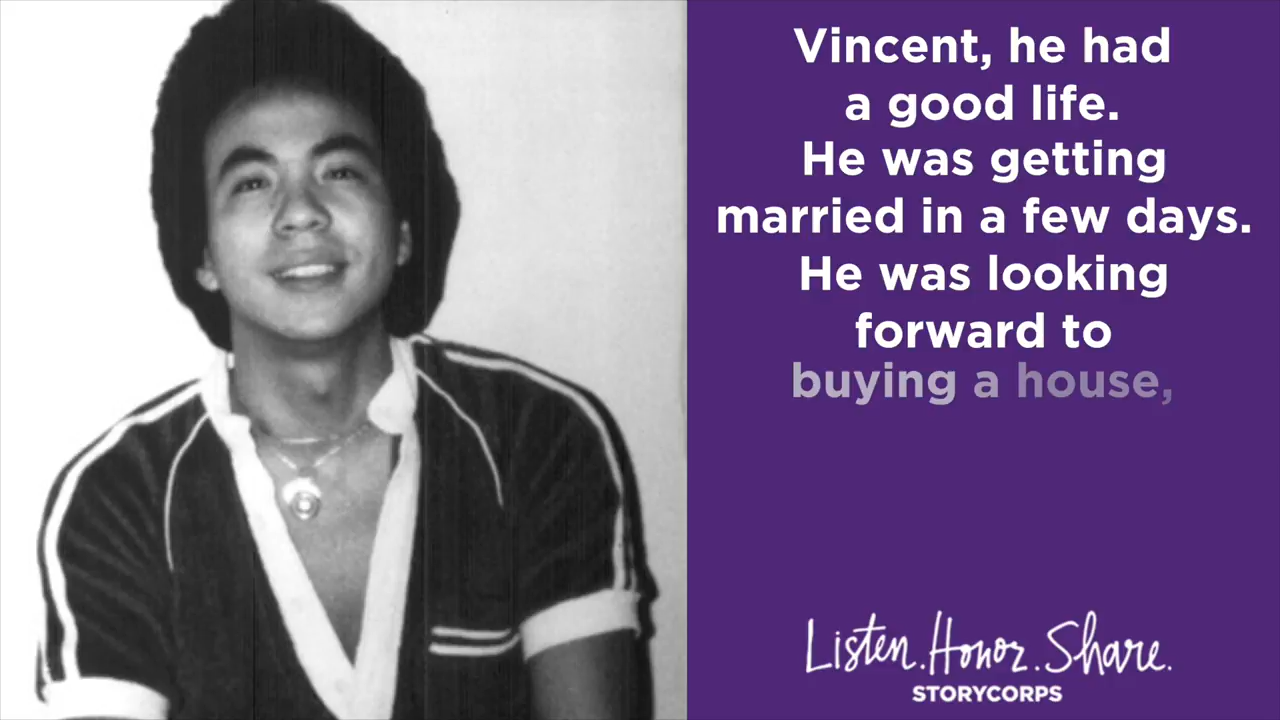 Vincent, he had
a good life.
He was getting
married in a few days.
He was looking
forward to
buying a house,
Listen. Honor. Share.
STORYCORPS